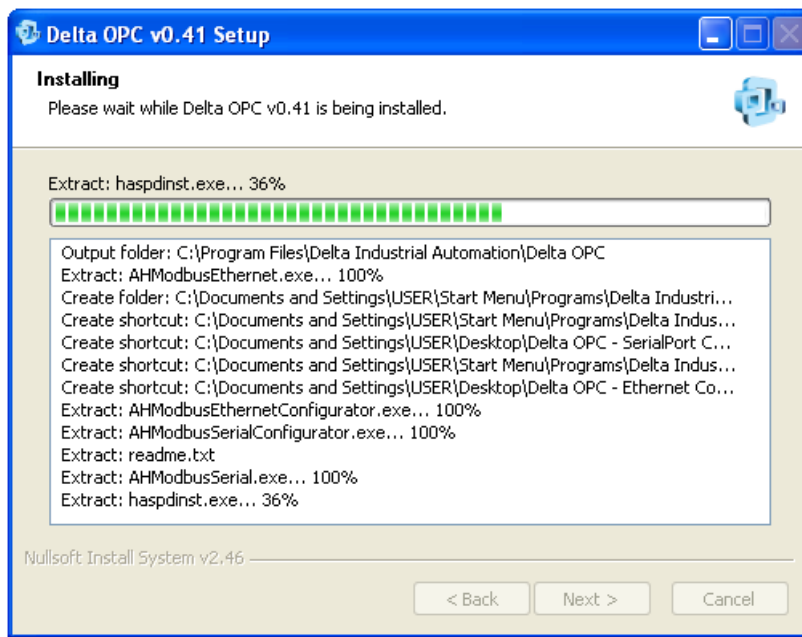 Delta OPC v0.41 Setup
Installing
Please wait while Delta OPC v0.41 is being installed.
Extract: haspdinst.exe... 36%
Output folder: C:\Program Files\Delta Industrial Automation\Delta OPC
Extract: AHModbusEthernet.exe... 100%
Create folder: C:\Documents and Settings\USER\Start Menu\Programs\Delta Industri...
Create shortcut: C:\Documents and Settings\USER\Start Menu\Programs\Delta Indus...
Create shortcut: C:\Documents and Settings\USER\Desktop\Delta OPC - SerialPort C...
Create shortcut: C:\Documents and Settings\USER\Start Menu\Programs\Delta Indus...
Create shortcut: C:\Documents and Settings\USER\Desktop\Delta OPC - Ethernet Co...
Extract: AHModbusEthernetConfigurator.exe... 100%
Extract: AHModbusSerialConfigurator.exe... 100%
Extract: readme.txt
Extract: AHModbusSerial.exe... 100%
Extract: haspdinst.exe... 36%
Nullsoft Install System v2.46
< Back Next > Cancel